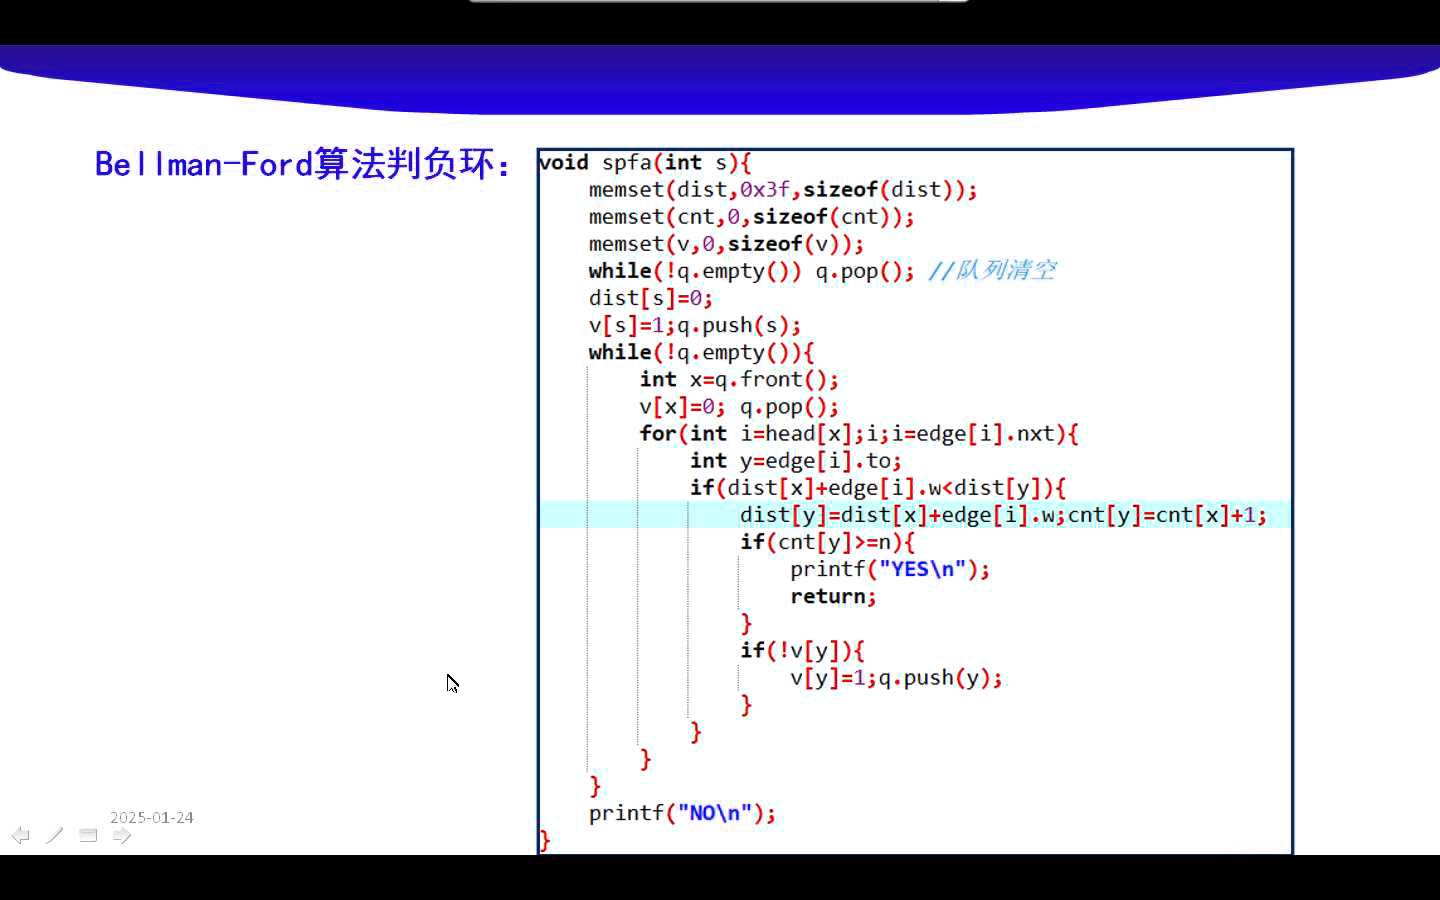 Bellman-Ford算法判负环：
void spfa(int s){
    memset(dist,0x3f,sizeof(dist));
    memset(cnt,0,sizeof(cnt));
    memset(v,0,sizeof(v));
    while(!q.empty()) q.pop(); //队列清空
    dist[s]=0;
    v[s]=1;q.push(s);
    while(!q.empty()){
        int x=q.front();
        v[x]=0; q.pop();
        for(int i=head[x];i;i=edge[i].nxt){
            int y=edge[i].to;
            if(dist[x]+edge[i].w<dist[y]){
                dist[y]=dist[x]+edge[i].w;cnt[y]=cnt[x]+1;
                if(cnt[y]>=n){
                    printf("YES\n");
                    return;
                }
                if(!v[y]){
                    v[y]=1;q.push(y);
                }
            }
        }
    }
    printf("NO\n");
}
2025-01-24